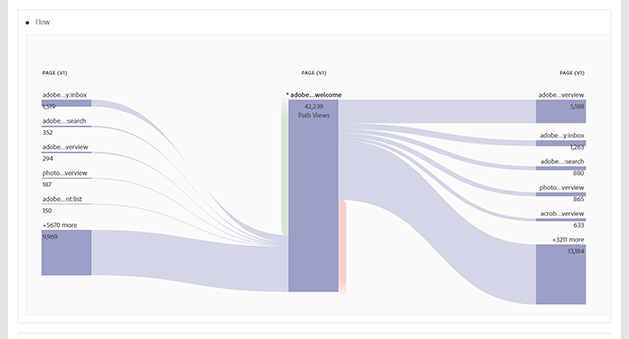 Flow
PAGE (V1)
PAGE (V1)
PAGE (V1)
adobe...y:inbox
1,519
adobe...:search
352
adobe...verview
294
photo...verview
187
adobe...nt:list
150
+5670 more
9,969
* adobe...welcome
42,239
Path Views
adobe...verview
5,188
adobe...y:inbox
1,263
adobe...:search
880
photo...verview
865
acrob...verview
633
+3211 more
13,184